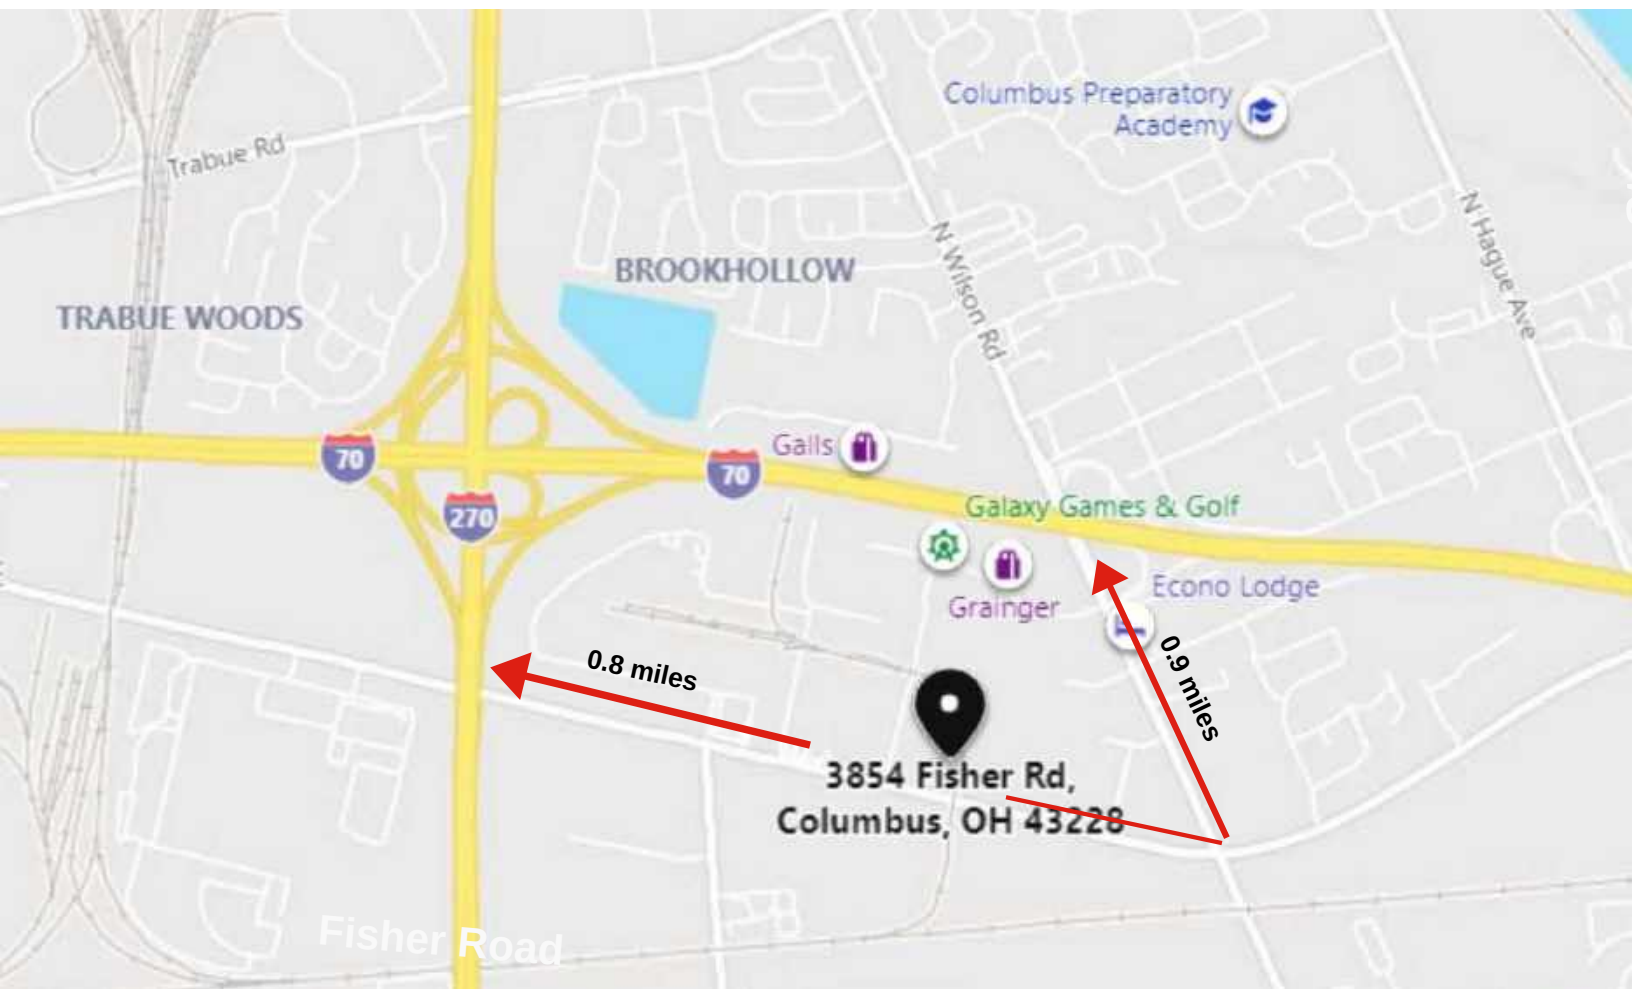 Columbus Preparatory
Academy
Trabue Rd
N Wilson Rd
N Hague Ave
BROOKHOLLOW
TRABUE WOODS
70
70
Galls
270
Galaxy Games & Golf
Econo Lodge
Grainger
0.8 miles
0.9 miles
3854 Fisher Rd,
Columbus, OH 43228
Fisher Road